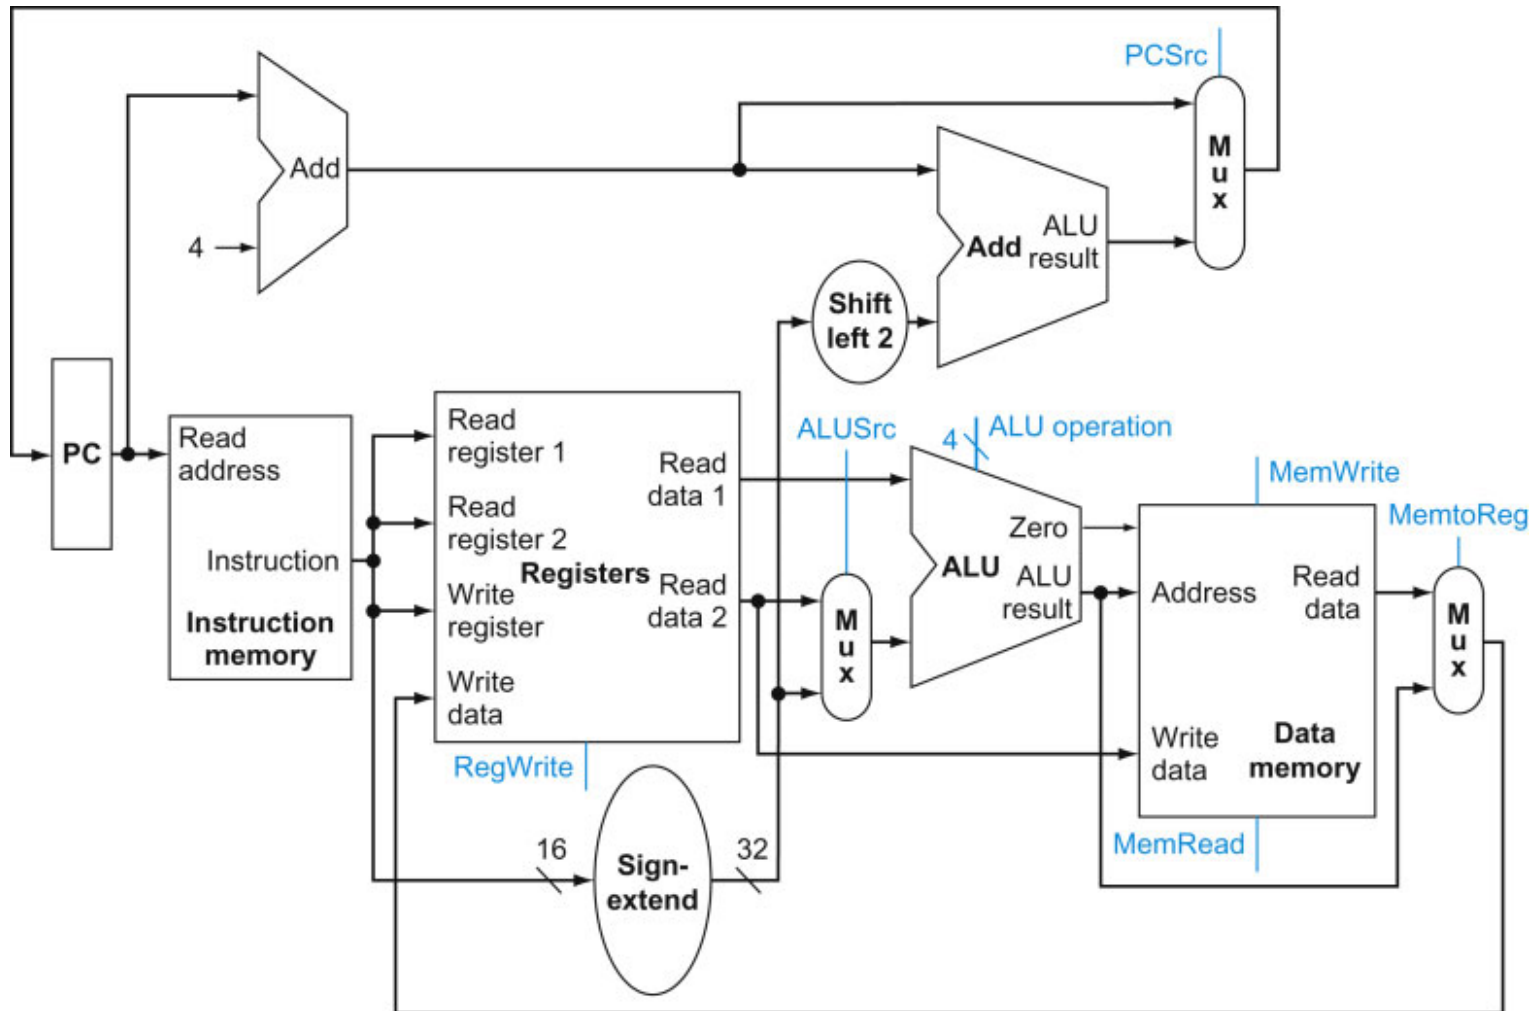 PCSrc
M
u
x
Add
4
ALU
result
Add
Shift
left 2
PC
Read
address
Instruction
Instruction
memory
Read
register 1
Read
register 2
Write
register
Write
data
Registers
Read
data 1
Read
data 2
RegWrite
16
Sign-
extend
32
ALUSrc
M
u
x
4
ALU operation
Zero
ALU
ALU
result
MemWrite
Address
Read
data
Write
data
Data
memory
MemRead
MemtoReg
M
u
x